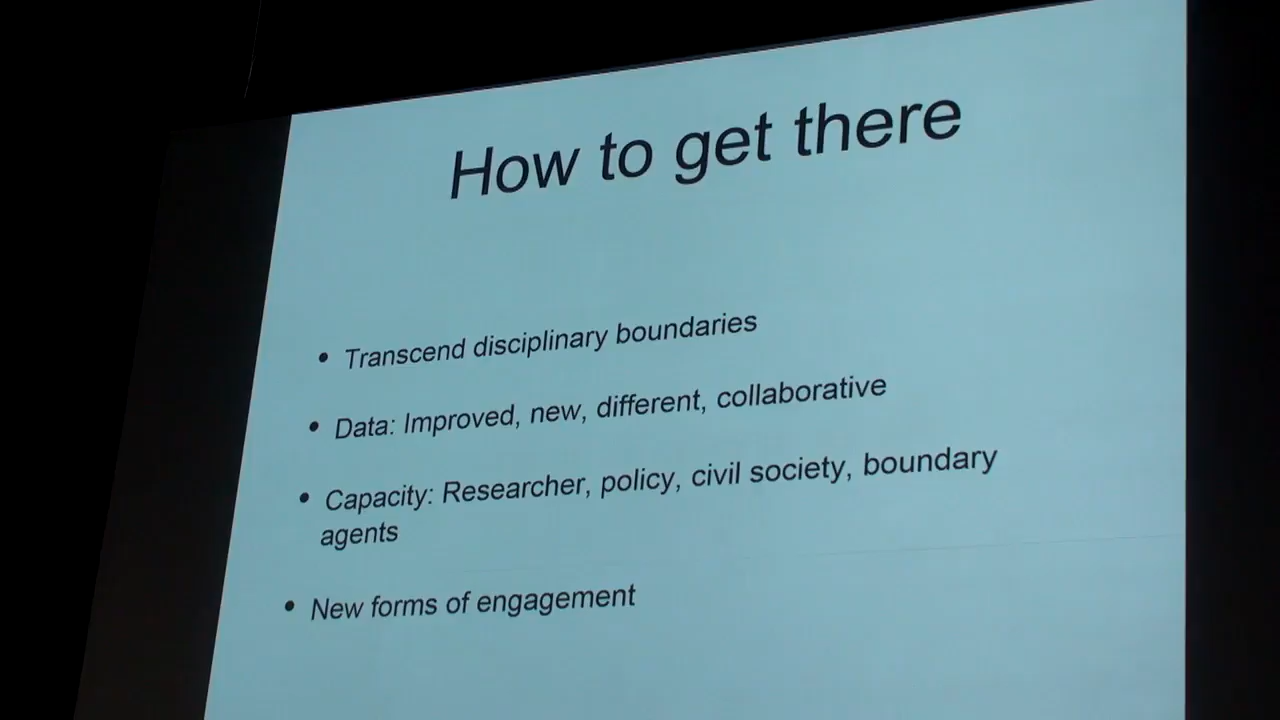 How to get there
• Transcend disciplinary boundaries
• Data: Improved, new, different, collaborative
• Capacity: Researcher, policy, civil society, boundary
agents
• New forms of engagement